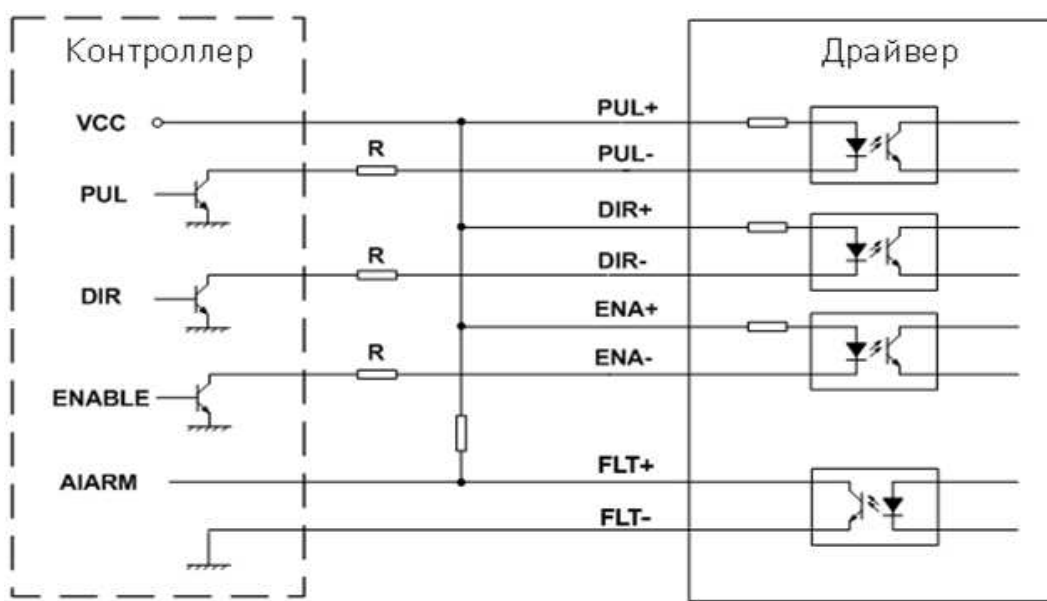 Контроллер
Драйвер
VCC
PUL+
R
PUL-
PUL
DIR+
R
DIR-
DIR
ENA+
R
ENA-
ENABLE
AIARM
FLT+
FLT-